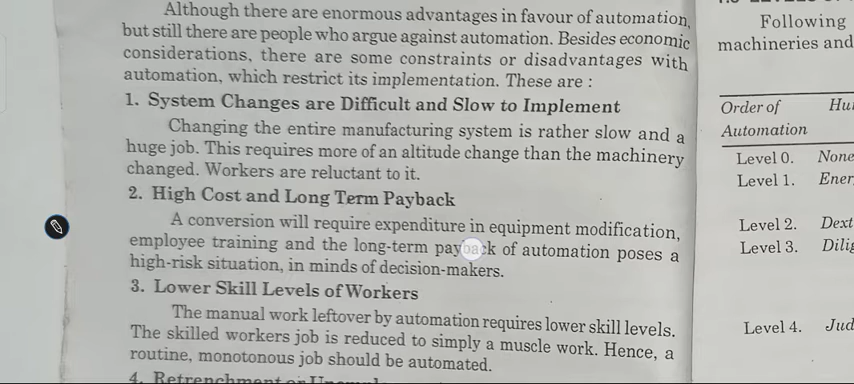 Although there are enormous advantages in favour of automation,
but still there are people who argue against automation. Besides economic
considerations, there are some constraints or disadvantages with
automation, which restrict its implementation. These are :
1. System Changes are Difficult and Slow to Implement
Changing the entire manufacturing system is rather slow and a
huge job. This requires more of an altitude change than the machinery
changed. Workers are reluctant to it.
2. High Cost and Long Term Payback
A conversion will require expenditure in equipment modification,
employee training and the long-term payback of automation poses a
high-risk situation, in minds of decision-makers.
3. Lower Skill Levels of Workers
The manual work leftover by automation requires lower skill levels.
The skilled workers job is reduced to simply a muscle work. Hence, a
routine, monotonous job should be automated.
4. Retrenchment or
Following
machineries and
Order of
Automation
Level 0. None
Level 1.
Level 2.
Level 3.
Level 4.